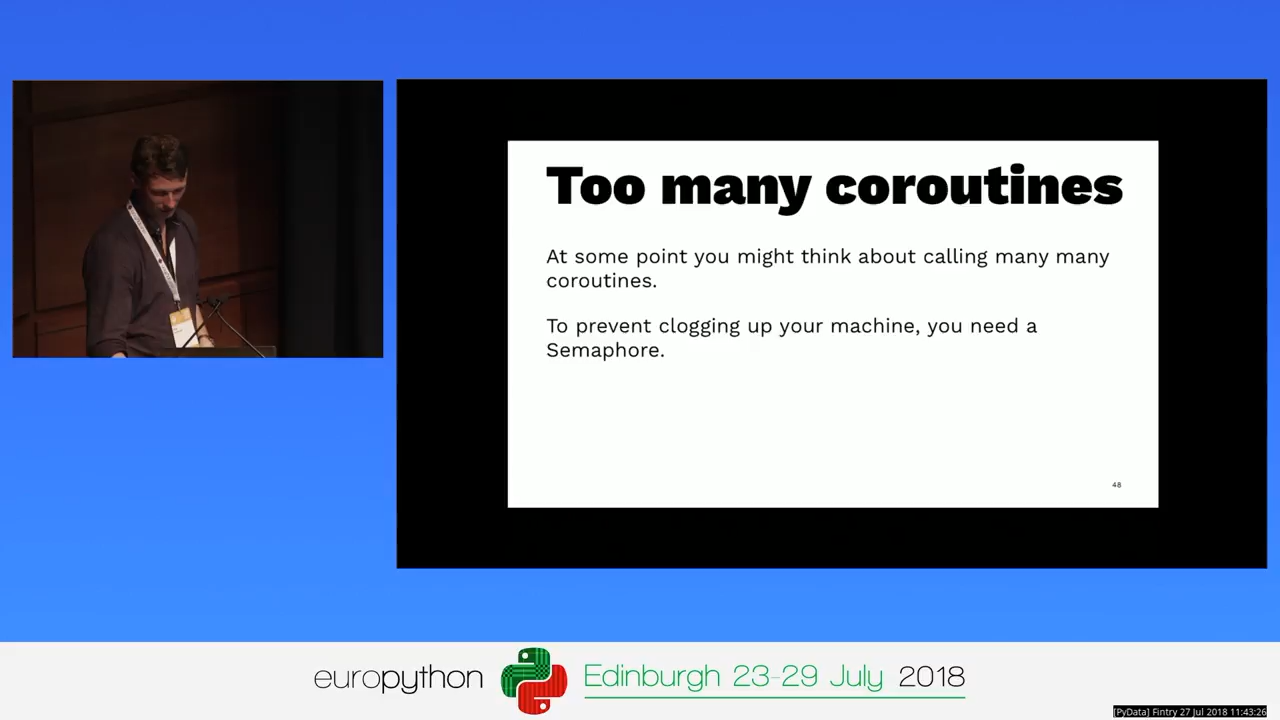 Too many coroutines
At some point you might think about calling many many
coroutines.
To prevent clogging up your machine, you need a
Semaphore.
48
europython
Edinburgh 23-29 July 2018
[PyData] Fintry 27 Jul 2018 11:43:26